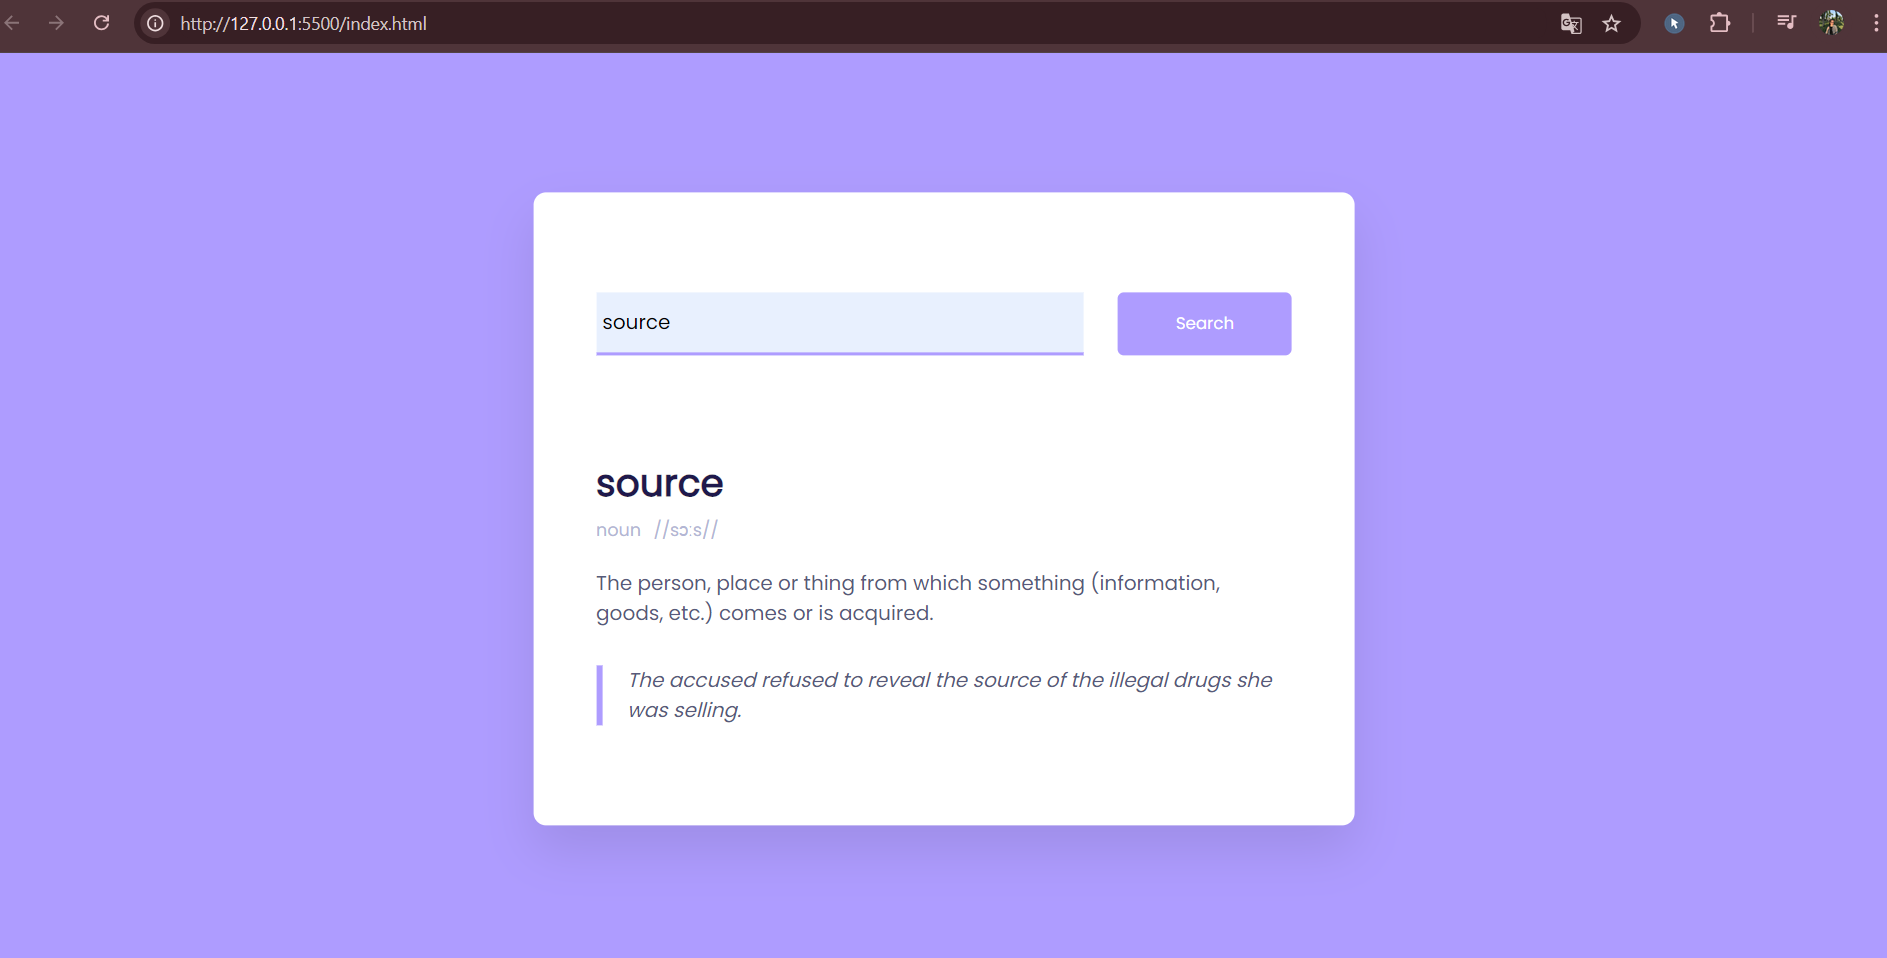 http://127.0.0.1:5500/index.html
source
Search
source
noun //sɔːs//
The person, place or thing from which something (information,
goods, etc.) comes or is acquired.
The accused refused to reveal the source of the illegal drugs she
was selling.